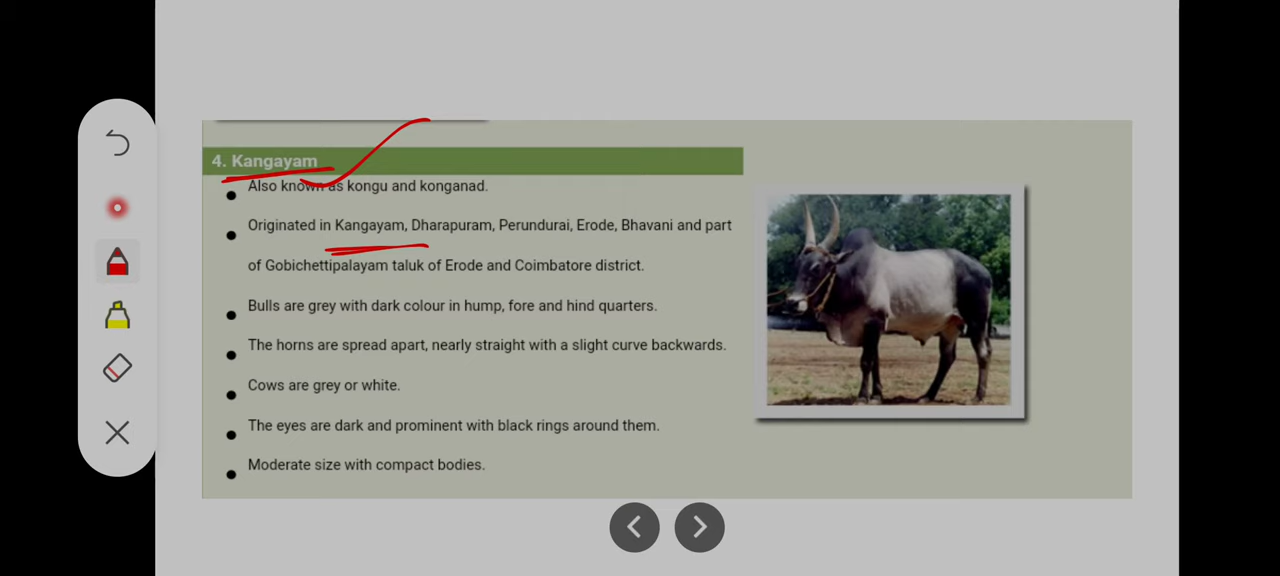 4. Kangayam
Also known as kongu and konganad.
Originated in Kangayam, Dharapuram, Perundurai, Erode, Bhavani and part
of Gobichettipalayam taluk of Erode and Coimbatore district.
Bulls are grey with dark colour in hump, fore and hind quarters.
The horns are spread apart, nearly straight with a slight curve backwards.
Cows are grey or white.
The eyes are dark and prominent with black rings around them.
Moderate size with compact bodies.